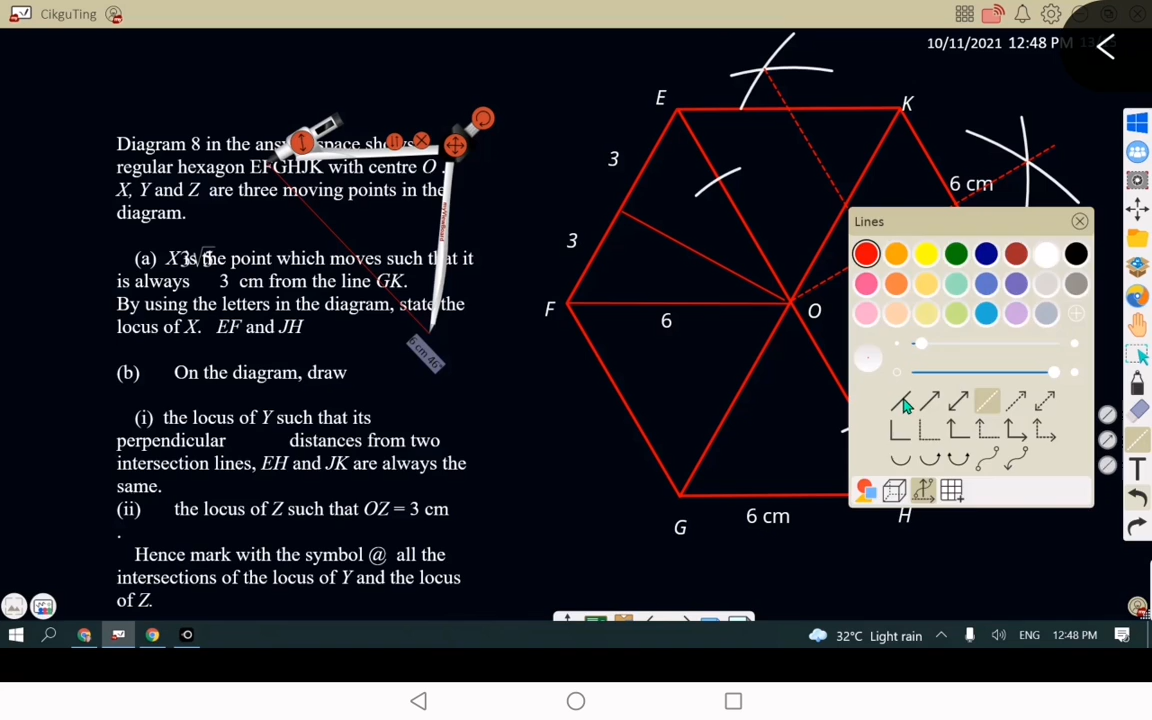 CikguTing
10/11/2021 12:48 PM
Diagram 8 in the answer space shows
regular hexagon EFGHJK with centre O .
X, Y and Z are three moving points in the
diagram.
(a) X is the point which moves such that it
is always 3 cm from the line GK.
By using the letters in the diagram, state the
locus of X. EF and JH
(b) On the diagram, draw
(i) the locus of Y such that its
perpendicular distances from two
intersection lines, EH and JK are always the
same.
(ii) the locus of Z such that OZ = 3 cm
.
Hence mark with the symbol @ all the
intersections of the locus of Y and the locus
of Z.
6 cm 46°
E
K
3
6 cm
3
F
6
O
G
6 cm
H
Lines
T
32°C Light rain
ENG
12:48 PM